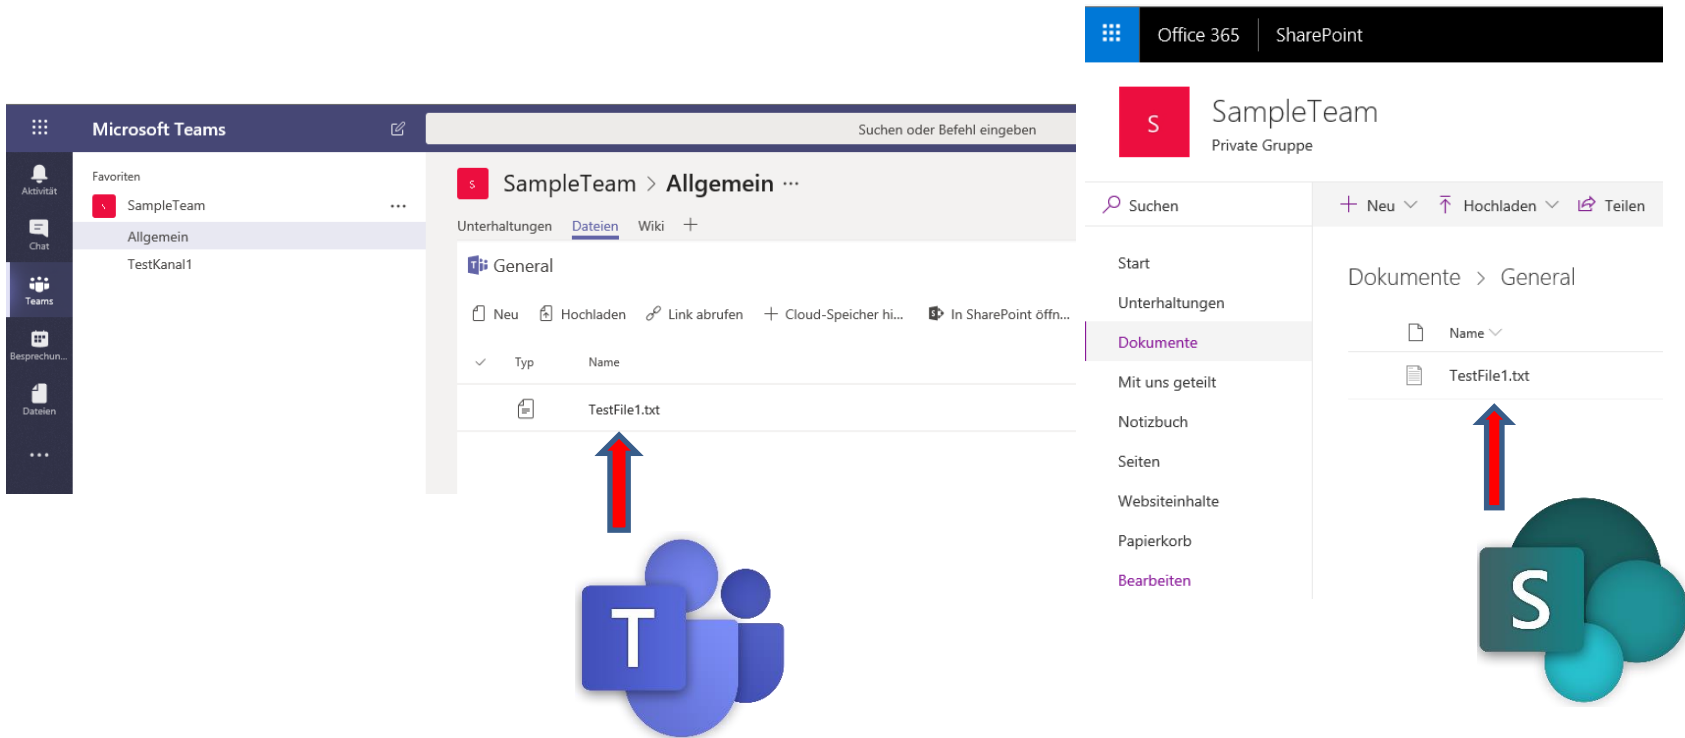 Microsoft Teams
Suchen oder Befehl eingeben
Aktivität
Chat
Teams
Besprechun...
Dateien
Favoriten
S
SampleTeam
Allgemein
TestKanal1
S
SampleTeam > Allgemein ...
Unterhaltungen Dateien Wiki +
General
Neu Hochladen Link abrufen + Cloud-Speicher hi... In SharePoint öffn...
Typ Name
TestFile1.txt
T
Office 365 SharePoint
S
SampleTeam
Private Gruppe
Suchen
+ Neu Hochladen Teilen
Start
Unterhaltungen
Dokumente
Mit uns geteilt
Notizbuch
Seiten
Websiteinhalte
Papierkorb
Bearbeiten
Dokumente > General
Name
TestFile1.txt
S